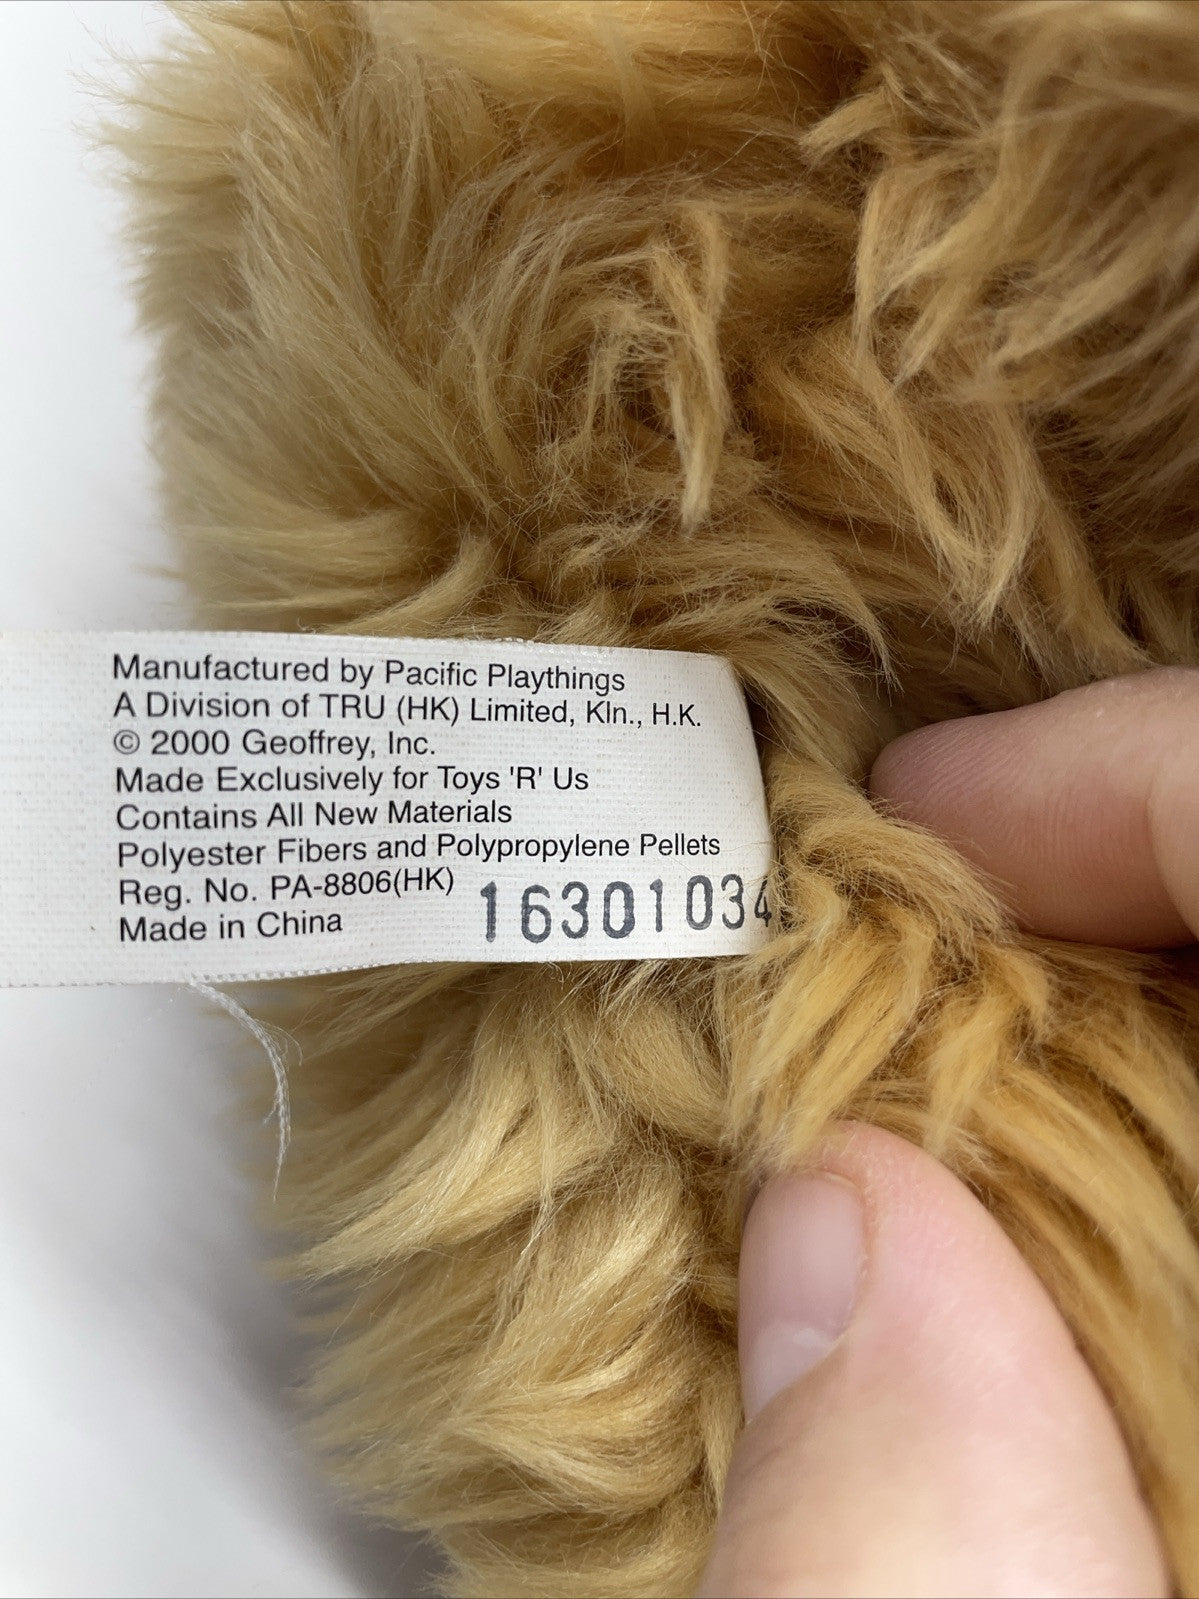 Manufactured by Pacific Playthings
A Division of TRU (HK) Limited, Kln., H.K.
© 2000 Geoffrey, Inc.
Made Exclusively for Toys 'R' Us
Contains All New Materials
Polyester Fibers and Polypropylene Pellets
Reg. No. PA-8806(HK)
Made in China 16301034